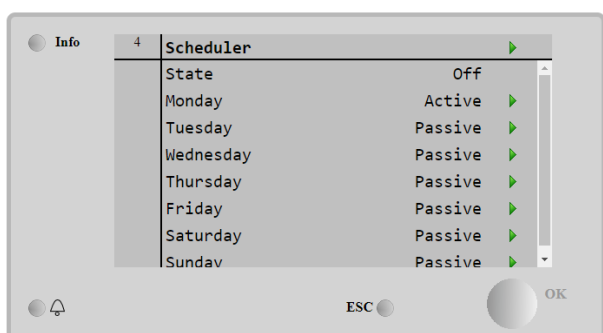 Info
4 Scheduler
State Off
Monday Active
Tuesday Passive
Wednesday Passive
Thursday Passive
Friday Passive
Saturday Passive
Sunday Passive
ESC
OK